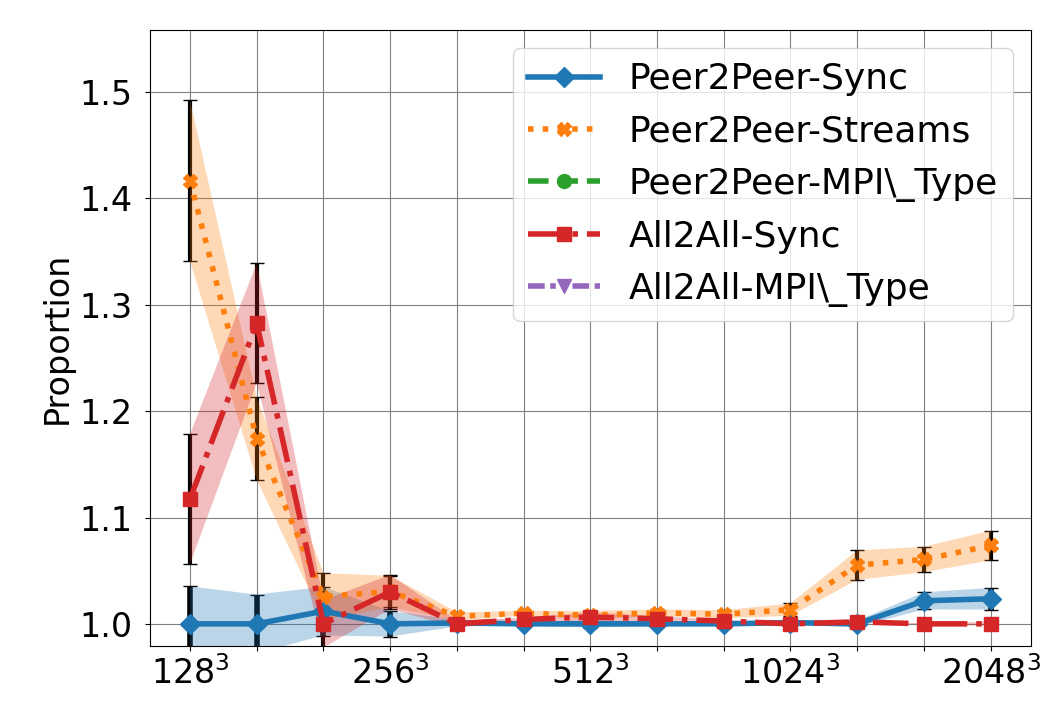 Proportion
1.5
1.4
1.3
1.2
1.1
1.0
128³
256³
512³
1024³
2048³
Peer2Peer-Sync
Peer2Peer-Streams
Peer2Peer-MPI\_Type
All2All-Sync
All2All-MPI\_Type